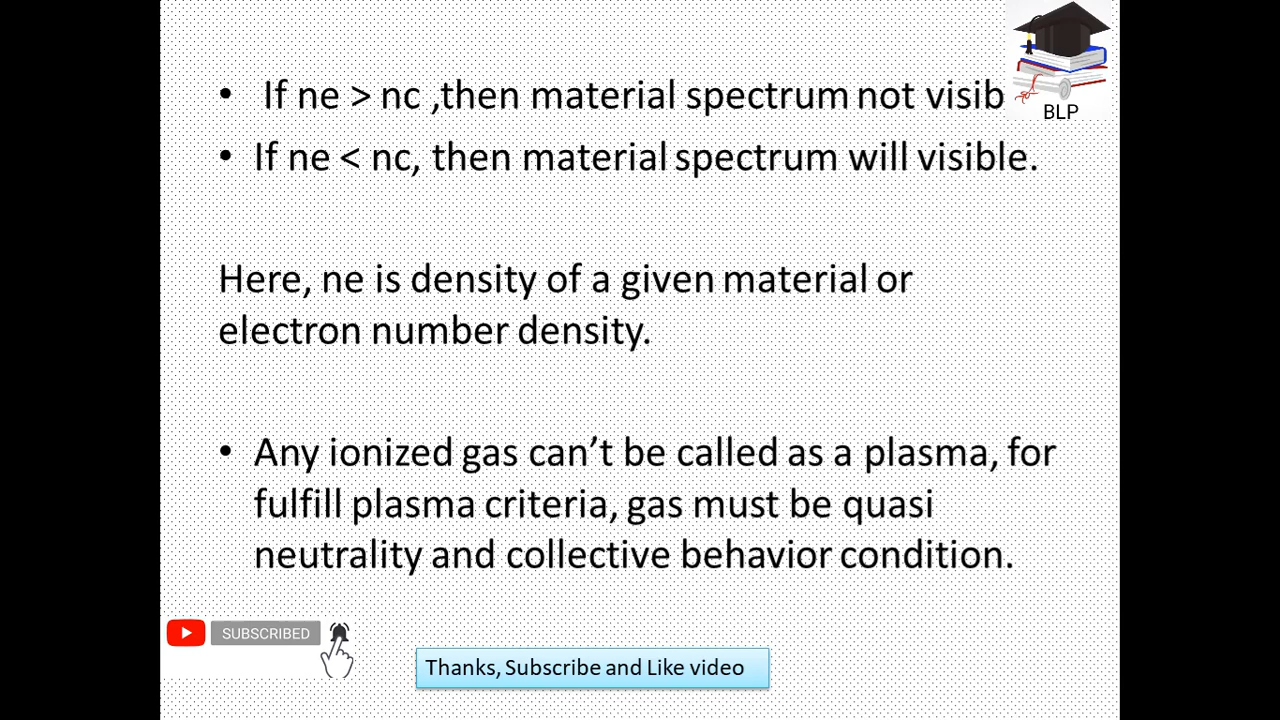 • If ne > nc ,then material spectrum not visib
BLP
• If ne < nc, then material spectrum will visible.
Here, ne is density of a given material or
electron number density.
• Any ionized gas can’t be called as a plasma, for
fulfill plasma criteria, gas must be quasi
neutrality and collective behavior condition.
SUBSCRIBED
Thanks, Subscribe and Like video